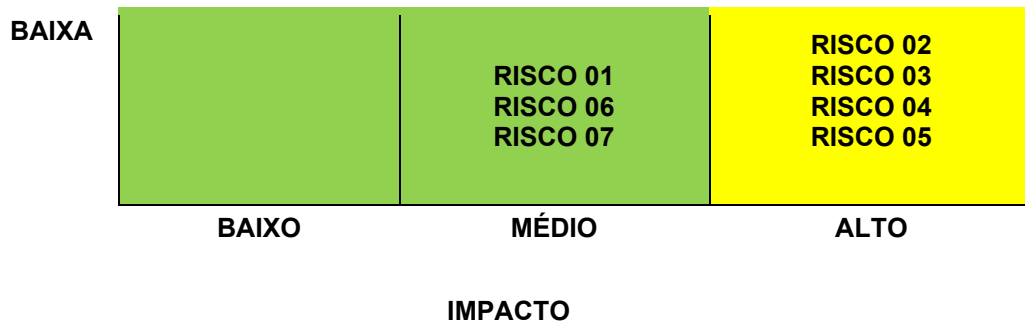 BAIXA
RISCO 01
RISCO 06
RISCO 07
RISCO 02
RISCO 03
RISCO 04
RISCO 05
BAIXO
MÉDIO
ALTO
IMPACTO